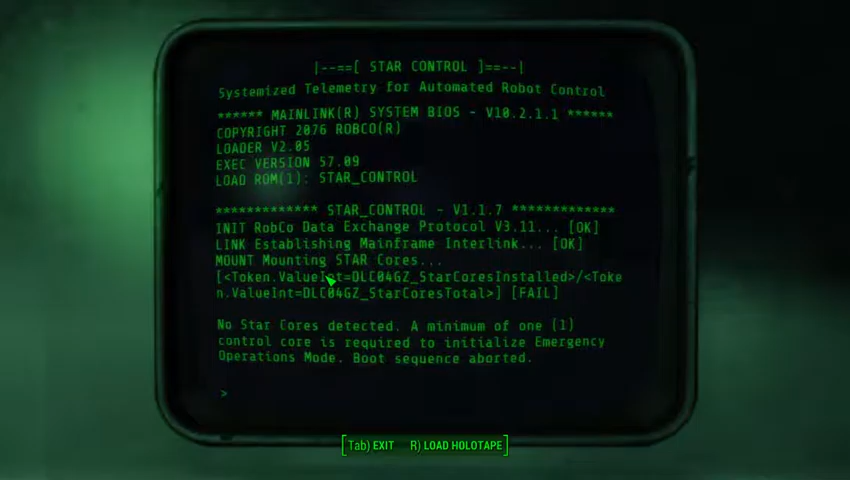 |--==[ STAR CONTROL ]==--|
Systemized Telemetry for Automated Robot Control
****** MAINLINK(R) SYSTEM BIOS - V10.2.1.1 ******
COPYRIGHT 2076 ROBCO(R)
LOADER V2.05
EXEC VERSION 57.09
LOAD ROM(1): STAR_CONTROL
************* STAR_CONTROL - V1.1.7 *************
INIT RobCo Data Exchange Protocol V3.11... [OK]
LINK Establishing Mainframe Interlink... [OK]
MOUNT Mounting STAR Cores...
[<Token.ValueInt=DLC04GZ_StarCoresInstalled>/<Toke
n.ValueInt=DLC04GZ_StarCoresTotal>] [FAIL]
No Star Cores detected. A minimum of one (1)
control core is required to initialize Emergency
Operations Mode. Boot sequence aborted.
>
[Tab) EXIT R) LOAD HOLOTAPE]